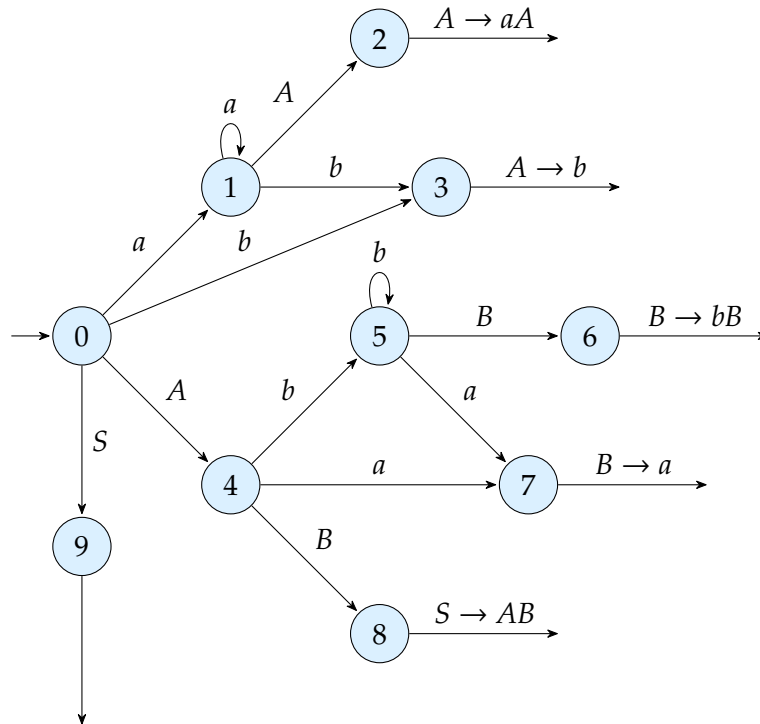 2 A → aA
A
a
1 b 3 A → b
a b
b
0 5 B 6 B → bB
A b a
S
4 a 7 B → a
B
9
8 S → AB